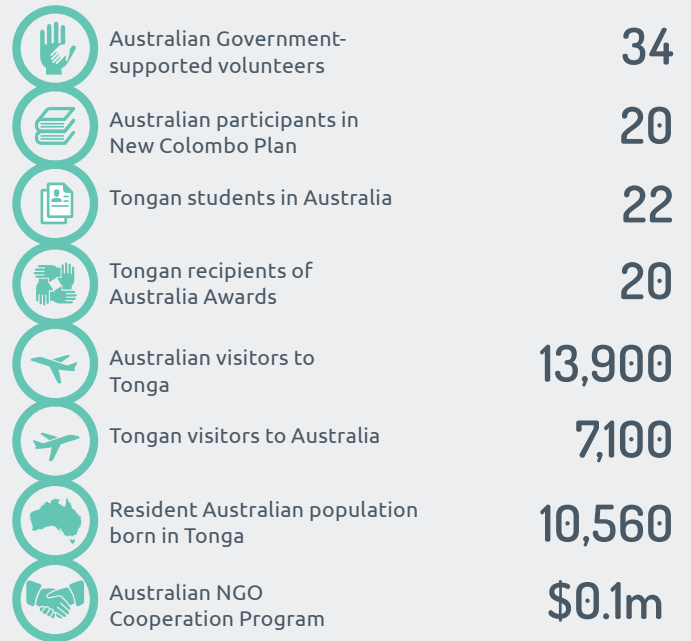 Australian Government-
supported volunteers
34
Australian participants in
New Colombo Plan
20
Tongan students in Australia
22
Tongan recipients of
Australia Awards
20
Australian visitors to
Tonga
13,900
Tongan visitors to Australia
7,100
Resident Australian population
born in Tonga
10,560
Australian NGO
Cooperation Program
$0.1m